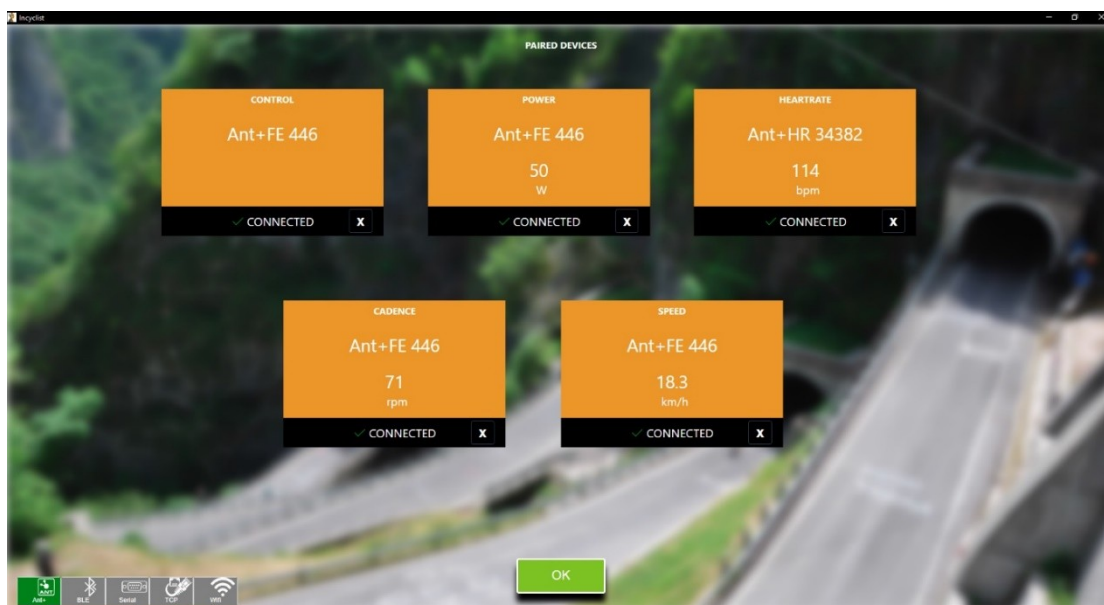 Incyclist
PAIRED DEVICES
CONTROL
Ant+FE 446
✓ CONNECTED X
POWER
Ant+FE 446
50
W
✓ CONNECTED X
HEARTRATE
Ant+HR 34382
114
bpm
✓ CONNECTED X
CADENCE
Ant+FE 446
71
rpm
✓ CONNECTED X
SPEED
Ant+FE 446
18.3
km/h
✓ CONNECTED X
OK
ANT
Ant+
BLE
Serial
TCP
Wifi